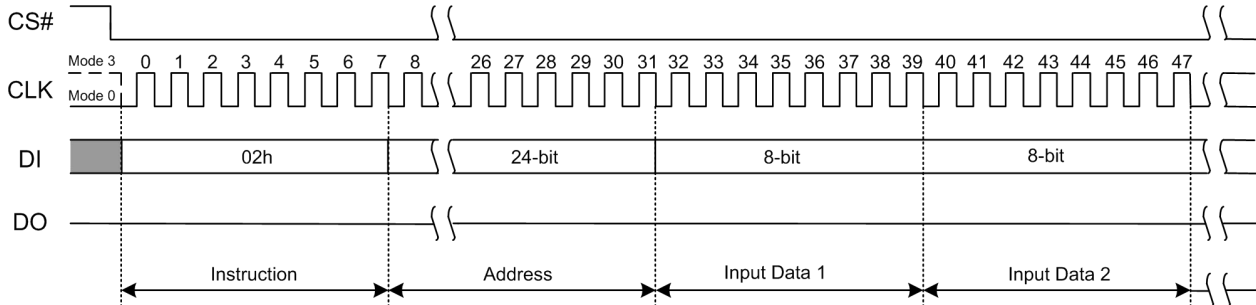 CS#
Mode 3 0 1 2 3 4 5 6 7 8 26 27 28 29 30 31 32 33 34 35 36 37 38 39 40 41 42 43 44 45 46 47
CLK
Mode 0
DI 02h 24-bit 8-bit 8-bit
DO
Instruction Address Input Data 1 Input Data 2